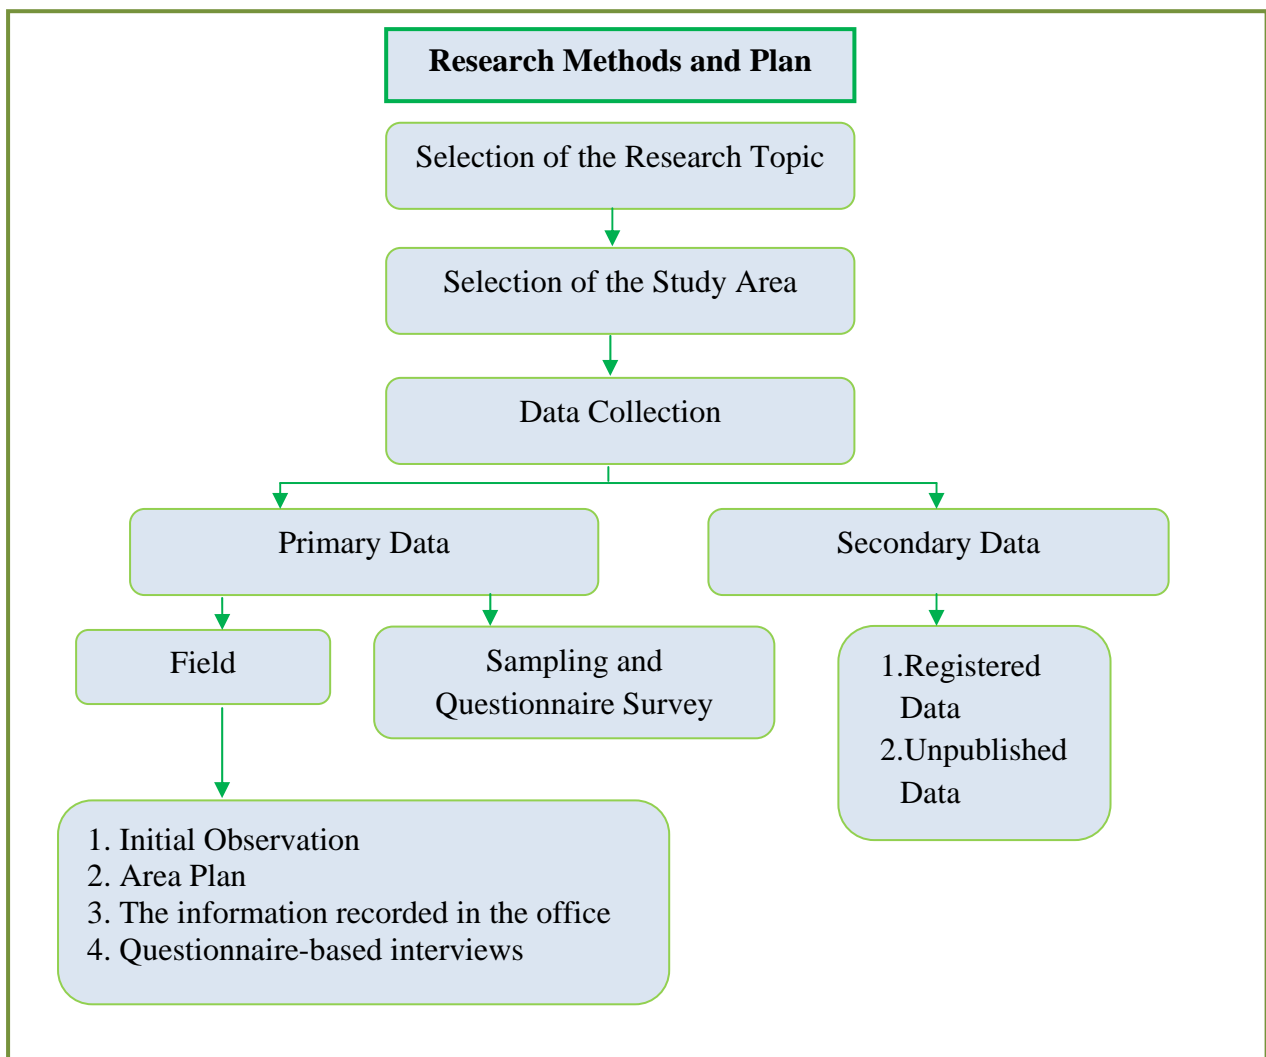 Research Methods and Plan
Selection of the Research Topic
Selection of the Study Area
Data Collection
Primary Data
Secondary Data
Field
Sampling and
Questionnaire Survey
1.Registered
Data
2.Unpublished
Data
1. Initial Observation
2. Area Plan
3. The information recorded in the office
4. Questionnaire-based interviews